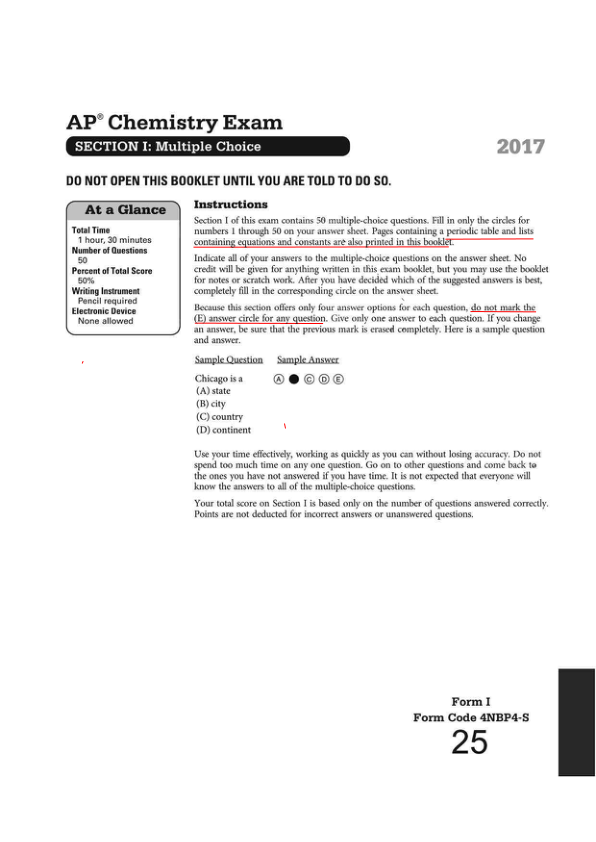 AP® Chemistry Exam
SECTION I: Multiple Choice
2017
DO NOT OPEN THIS BOOKLET UNTIL YOU ARE TOLD TO DO SO.
At a Glance
Total Time
1 hour, 30 minutes
Number of Questions
50
Percent of Total Score
50%
Writing Instrument
Pencil required
Electronic Device
None allowed
Instructions
Section I of this exam contains 50 multiple-choice questions. Fill in only the circles for
numbers 1 through 50 on your answer sheet. Pages containing a periodic table and lists
containing equations and constants are also printed in this booklet.
Indicate all of your answers to the multiple-choice questions on the answer sheet. No
credit will be given for anything written in this exam booklet, but you may use the booklet
for notes or scratch work. After you have decided which of the suggested answers is best,
completely fill in the corresponding circle on the answer sheet.
Because this section offers only four answer options for each question, do not mark the
(E) answer circle for any question. Give only one answer to each question. If you change
an answer, be sure that the previous mark is erased completely. Here is a sample question
and answer.
Sample Question Sample Answer
Chicago is a Ⓐ ● Ⓒ Ⓓ Ⓔ
(A) state
(B) city
(C) country
(D) continent
Use your time effectively, working as quickly as you can without losing accuracy. Do not
spend too much time on any one question. Go on to other questions and come back to
the ones you have not answered if you have time. It is not expected that everyone will
know the answers to all of the multiple-choice questions.
Your total score on Section I is based only on the number of questions answered correctly.
Points are not deducted for incorrect answers or unanswered questions.
Form I
Form Code 4NBP4-S
25